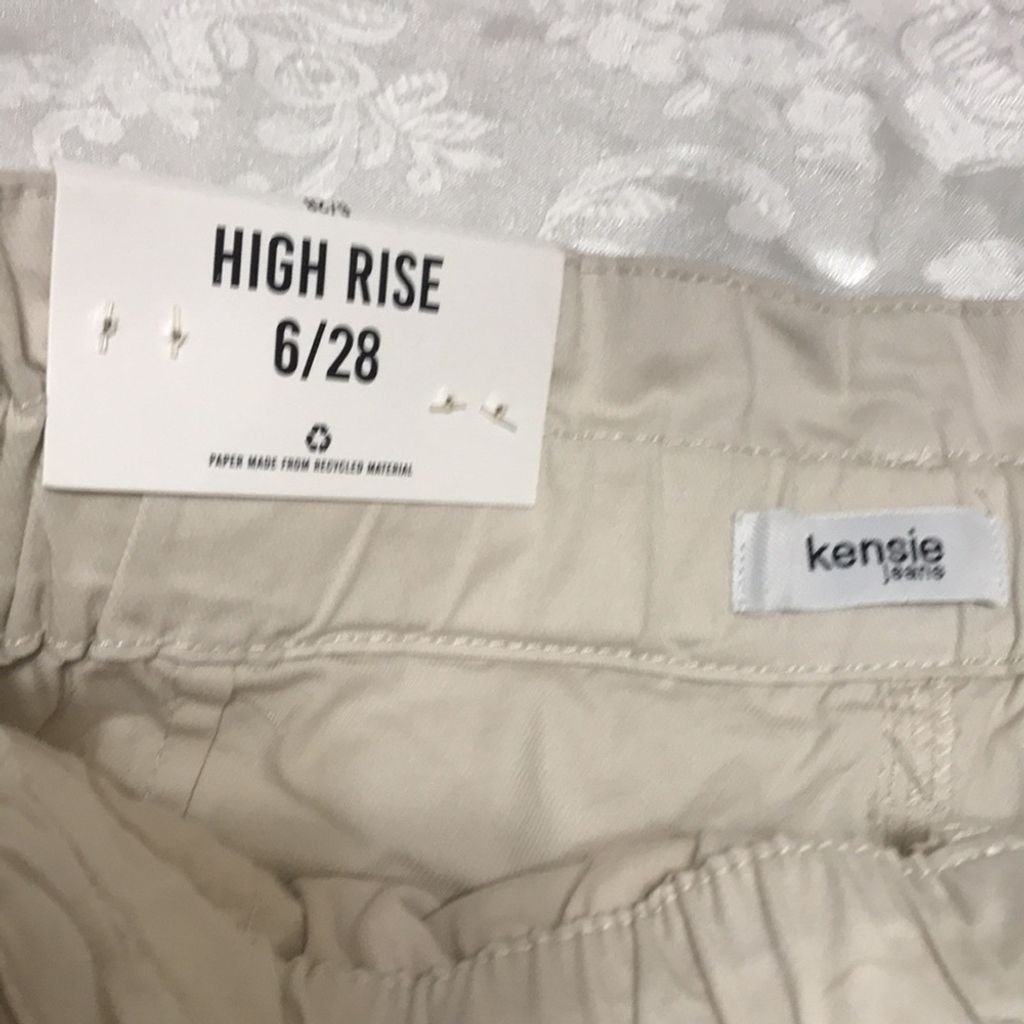 HIGH RISE
6/28
PAPER MADE FROM RECYCLED MATERIAL
kensie
jeans